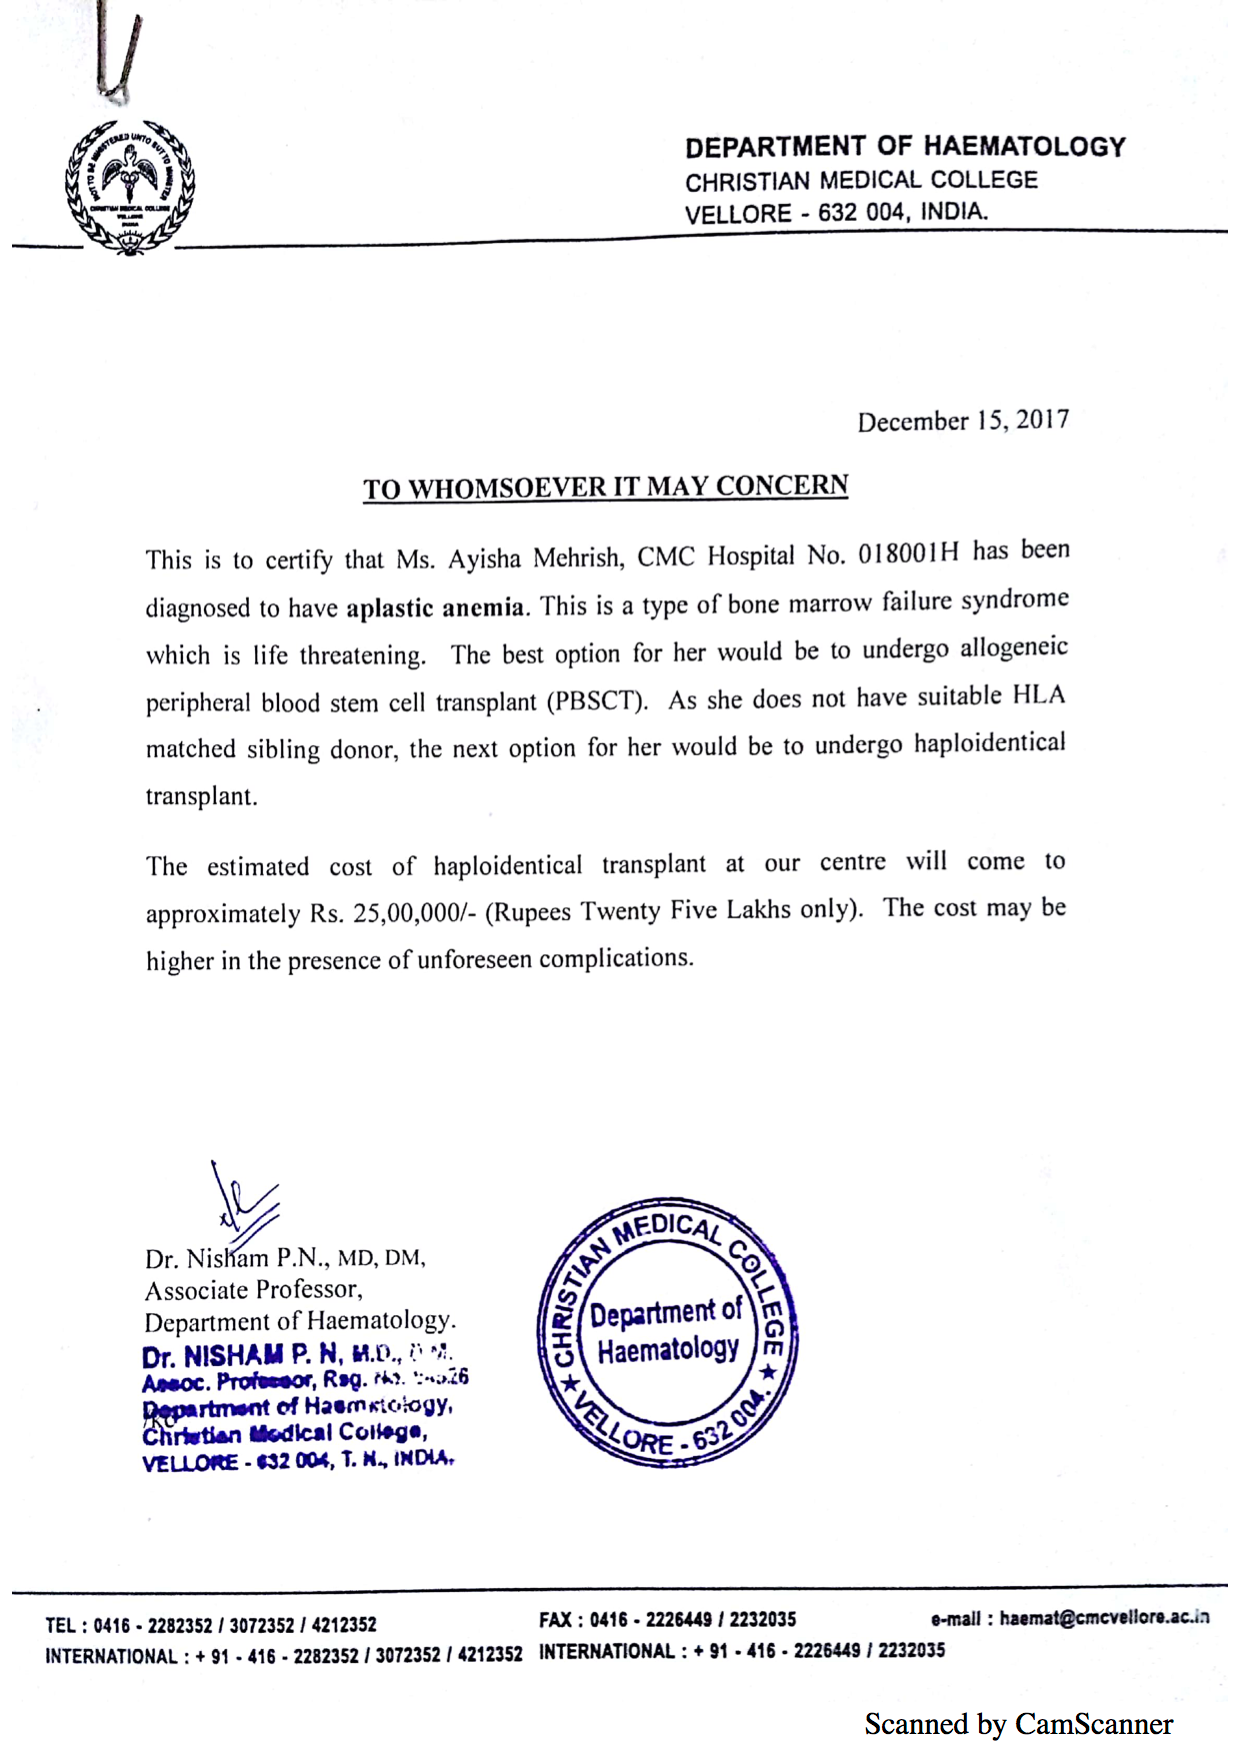 NOT TO BE MINISTERED UNTO BUT TO MINISTER
CHRISTIAN MEDICAL COLLEGE
VELLORE
INDIA
DEPARTMENT OF HAEMATOLOGY
CHRISTIAN MEDICAL COLLEGE
VELLORE - 632 004, INDIA.
December 15, 2017
TO WHOMSOEVER IT MAY CONCERN
This is to certify that Ms. Ayisha Mehrish, CMC Hospital No. 018001H has been
diagnosed to have aplastic anemia. This is a type of bone marrow failure syndrome
which is life threatening. The best option for her would be to undergo allogeneic
peripheral blood stem cell transplant (PBSCT). As she does not have suitable HLA
matched sibling donor, the next option for her would be to undergo haploidentical
transplant.
The estimated cost of haploidentical transplant at our centre will come to
approximately Rs. 25,00,000/- (Rupees Twenty Five Lakhs only). The cost may be
higher in the presence of unforeseen complications.
Dr. Nisham P.N., MD, DM,
Associate Professor,
Department of Haematology.
Dr. NISHAM P. N, M.D., D.M.
Assoc. Professor, Reg. No.
Department of Haematology,
Christian Medical College,
VELLORE - 632 004, T. N., INDIA.
CHRISTIAN MEDICAL COLLEGE
Department of
Haematology
★ VELLORE - 632 004. ★
TEL : 0416 - 2282352 / 3072352 / 4212352
FAX : 0416 - 2226449 / 2232035
e-mail : haemat@cmcvellore.ac.in
INTERNATIONAL : + 91 - 416 - 2282352 / 3072352 / 4212352
INTERNATIONAL : + 91 - 416 - 2226449 / 2232035
Scanned by CamScanner